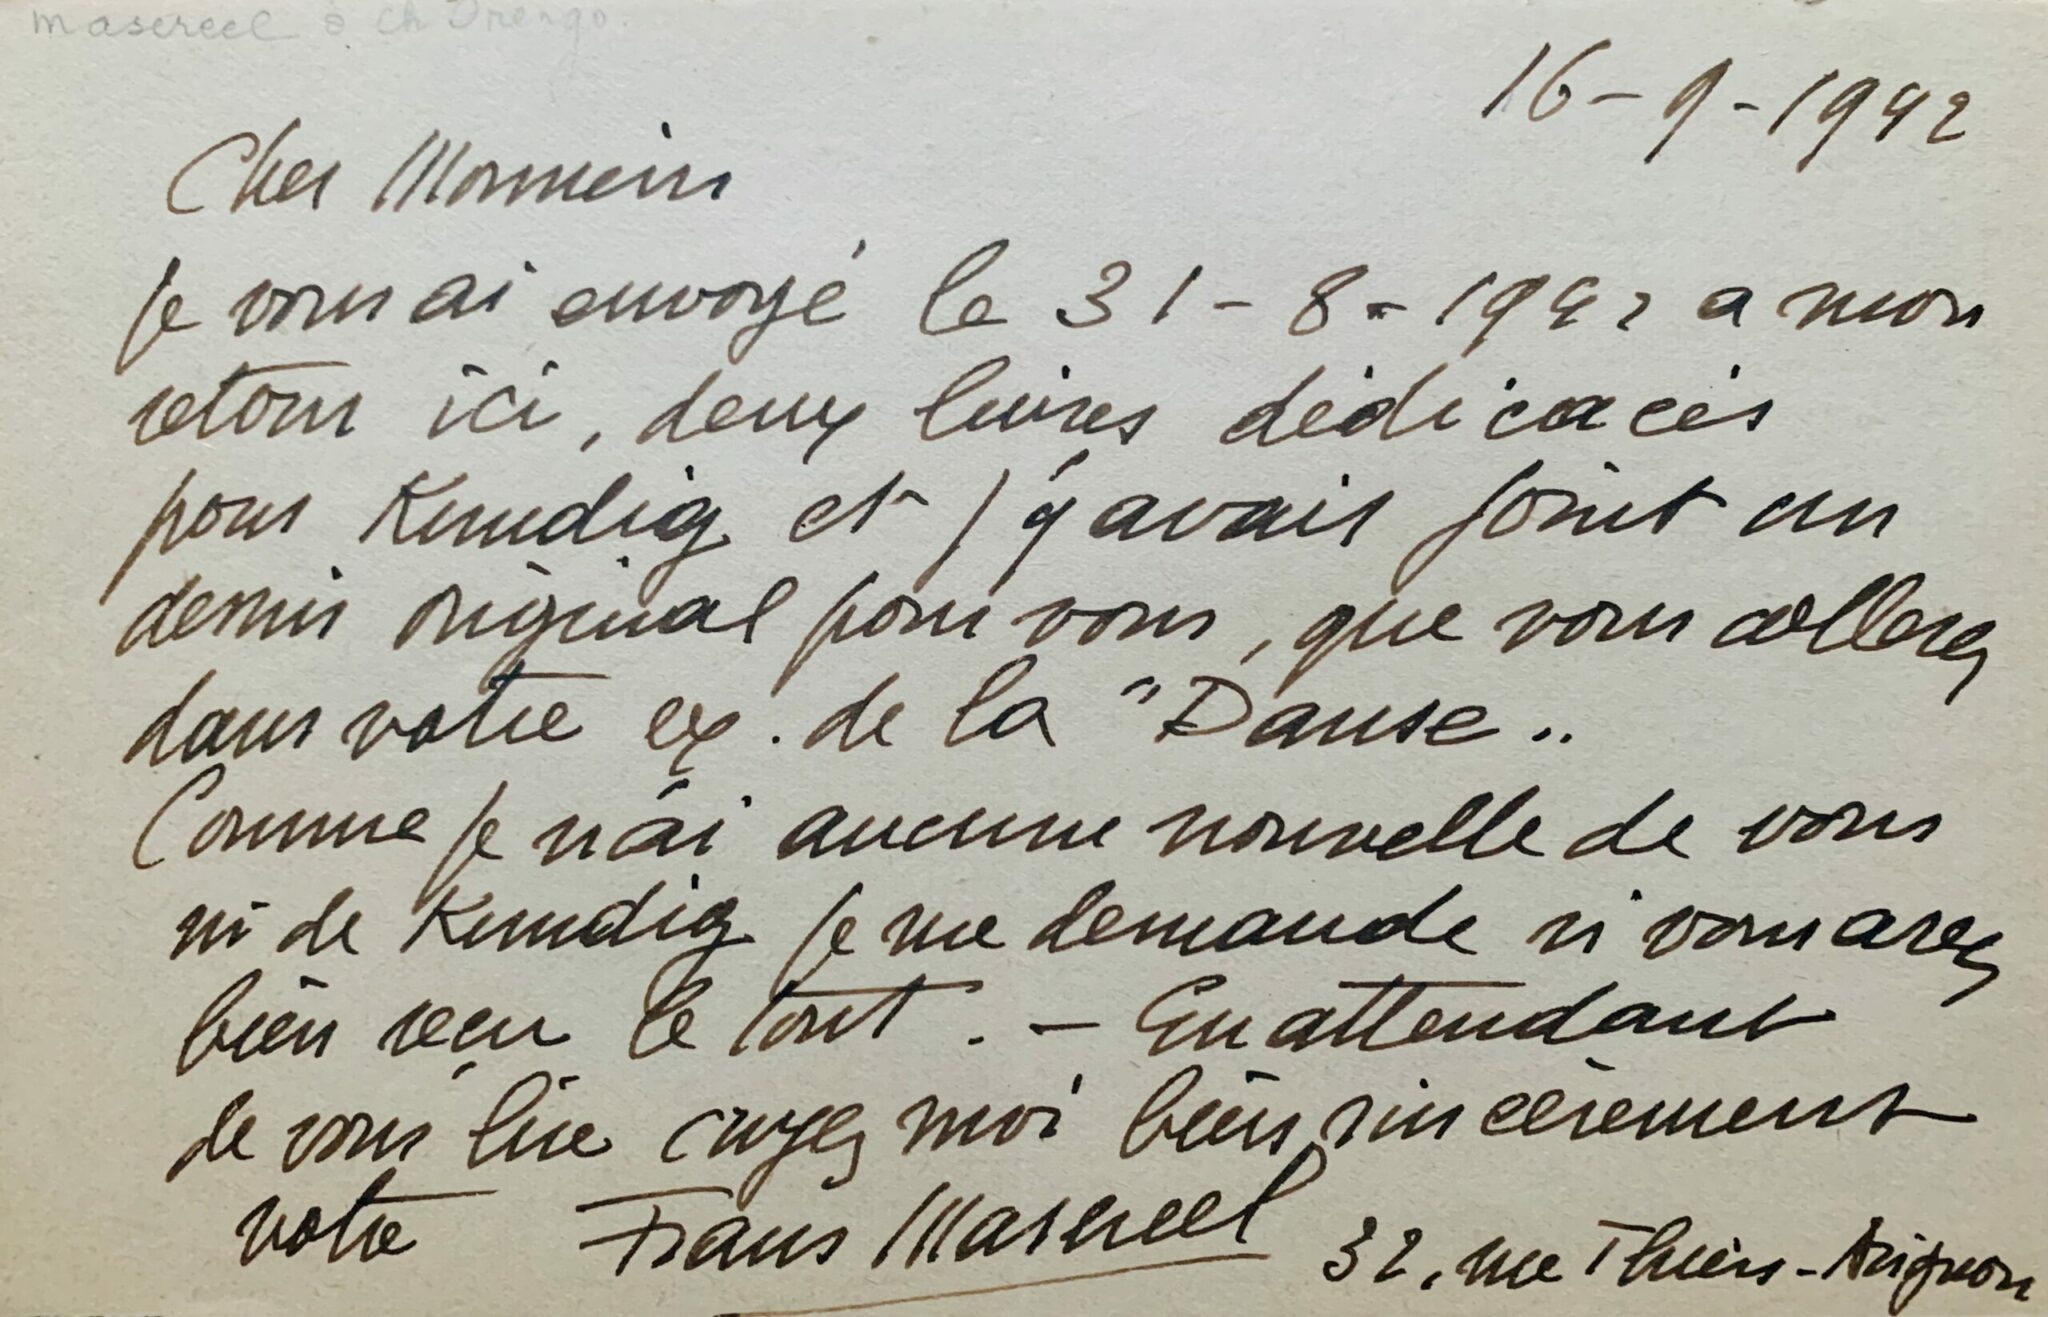 masereel à ch
16-9-1942
Cher Monsieur
je vous ai envoyé le 31-8-1942 a mon
retour ici, deux livres dédicacés
pour Kundig et j'y avais joint un
dessin original pour vous, que vous collerez
dans votre ex. de la "Danse".
Comme je n'ai aucune nouvelle de vous
ni de Kundig je me demande si vous avez
bien reçu le tout. — En attendant
de vous lire croyez moi bien sincèrement
votre Frans Masereel
32, rue Thiers - Avignon